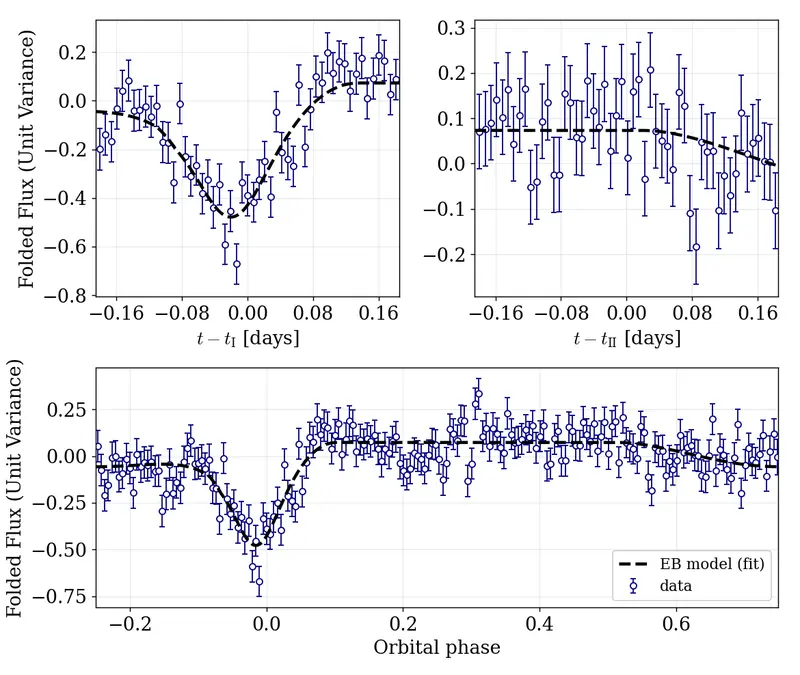 Folded Flux (Unit Variance)
0.2
0.0
−0.2
−0.4
−0.6
−0.8
−0.16 −0.08 0.00 0.08 0.16
t − tI [days]
0.3
0.2
0.1
0.0
−0.1
−0.2
−0.16 −0.08 0.00 0.08 0.16
t − tII [days]
Folded Flux (Unit Variance)
0.25
0.00
−0.25
−0.50
−0.75
−0.2 0.0 0.2 0.4 0.6
Orbital phase
EB model (fit)
data